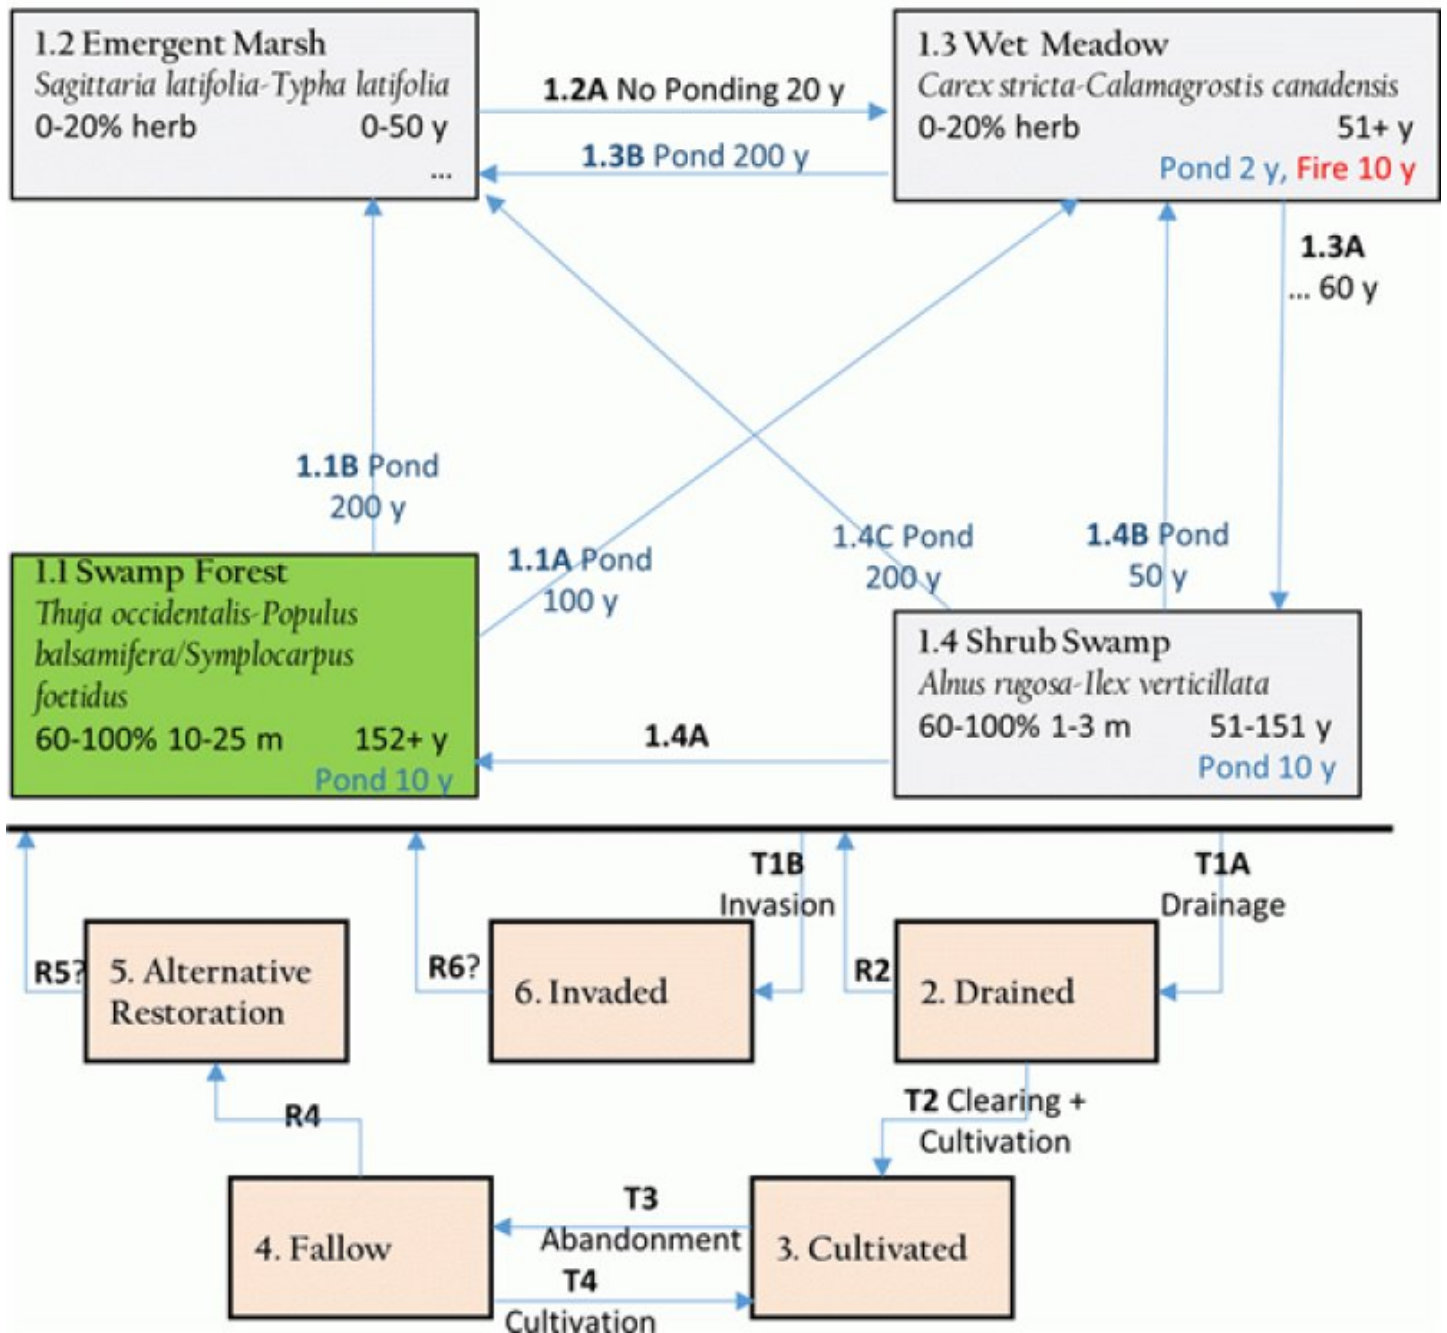 1.2 Emergent Marsh
Sagittaria latifolia-Typha latifolia
0-20% herb 0-50 y
...
1.2A No Ponding 20 y
1.3B Pond 200 y
1.3 Wet Meadow
Carex stricta-Calamagrostis canadensis
0-20% herb 51+ y
Pond 2 y, Fire 10 y
1.3A
... 60 y
1.1B Pond
200 y
1.1A Pond
100 y
1.4C Pond
200 y
1.4B Pond
50 y
1.1 Swamp Forest
Thuja occidentalis-Populus
balsamifera/Symplocarpus
foetidus
60-100% 10-25 m 152+ y
Pond 10 y
1.4A
1.4 Shrub Swamp
Alnus rugosa-Ilex verticillata
60-100% 1-3 m 51-151 y
Pond 10 y
T1B
Invasion
T1A
Drainage
R5?
5. Alternative
Restoration
R6?
6. Invaded
R2
2. Drained
R4
T2 Clearing +
Cultivation
4. Fallow
T3
Abandonment
T4
Cultivation
3. Cultivated